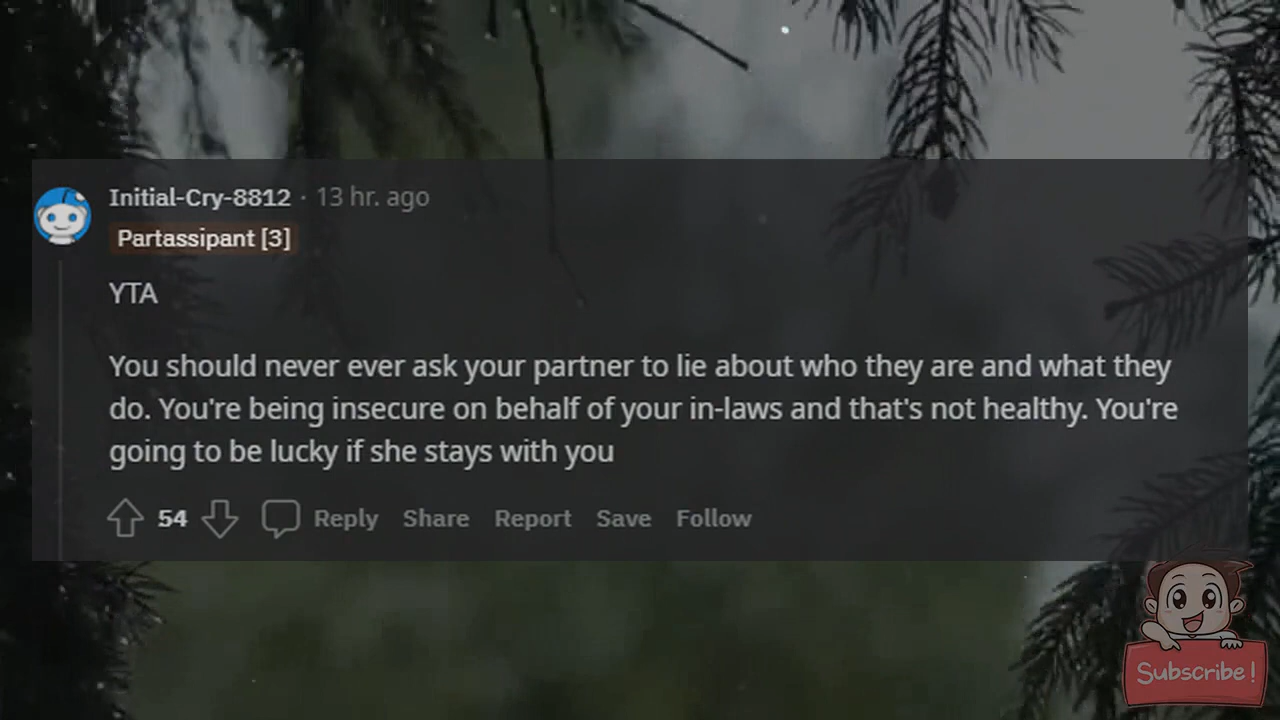 Initial-Cry-8812 · 13 hr. ago
Partassipant [3]
YTA
You should never ever ask your partner to lie about who they are and what they
do. You're being insecure on behalf of your in-laws and that's not healthy. You're
going to be lucky if she stays with you
54 Reply Share Report Save Follow
Subscribe!